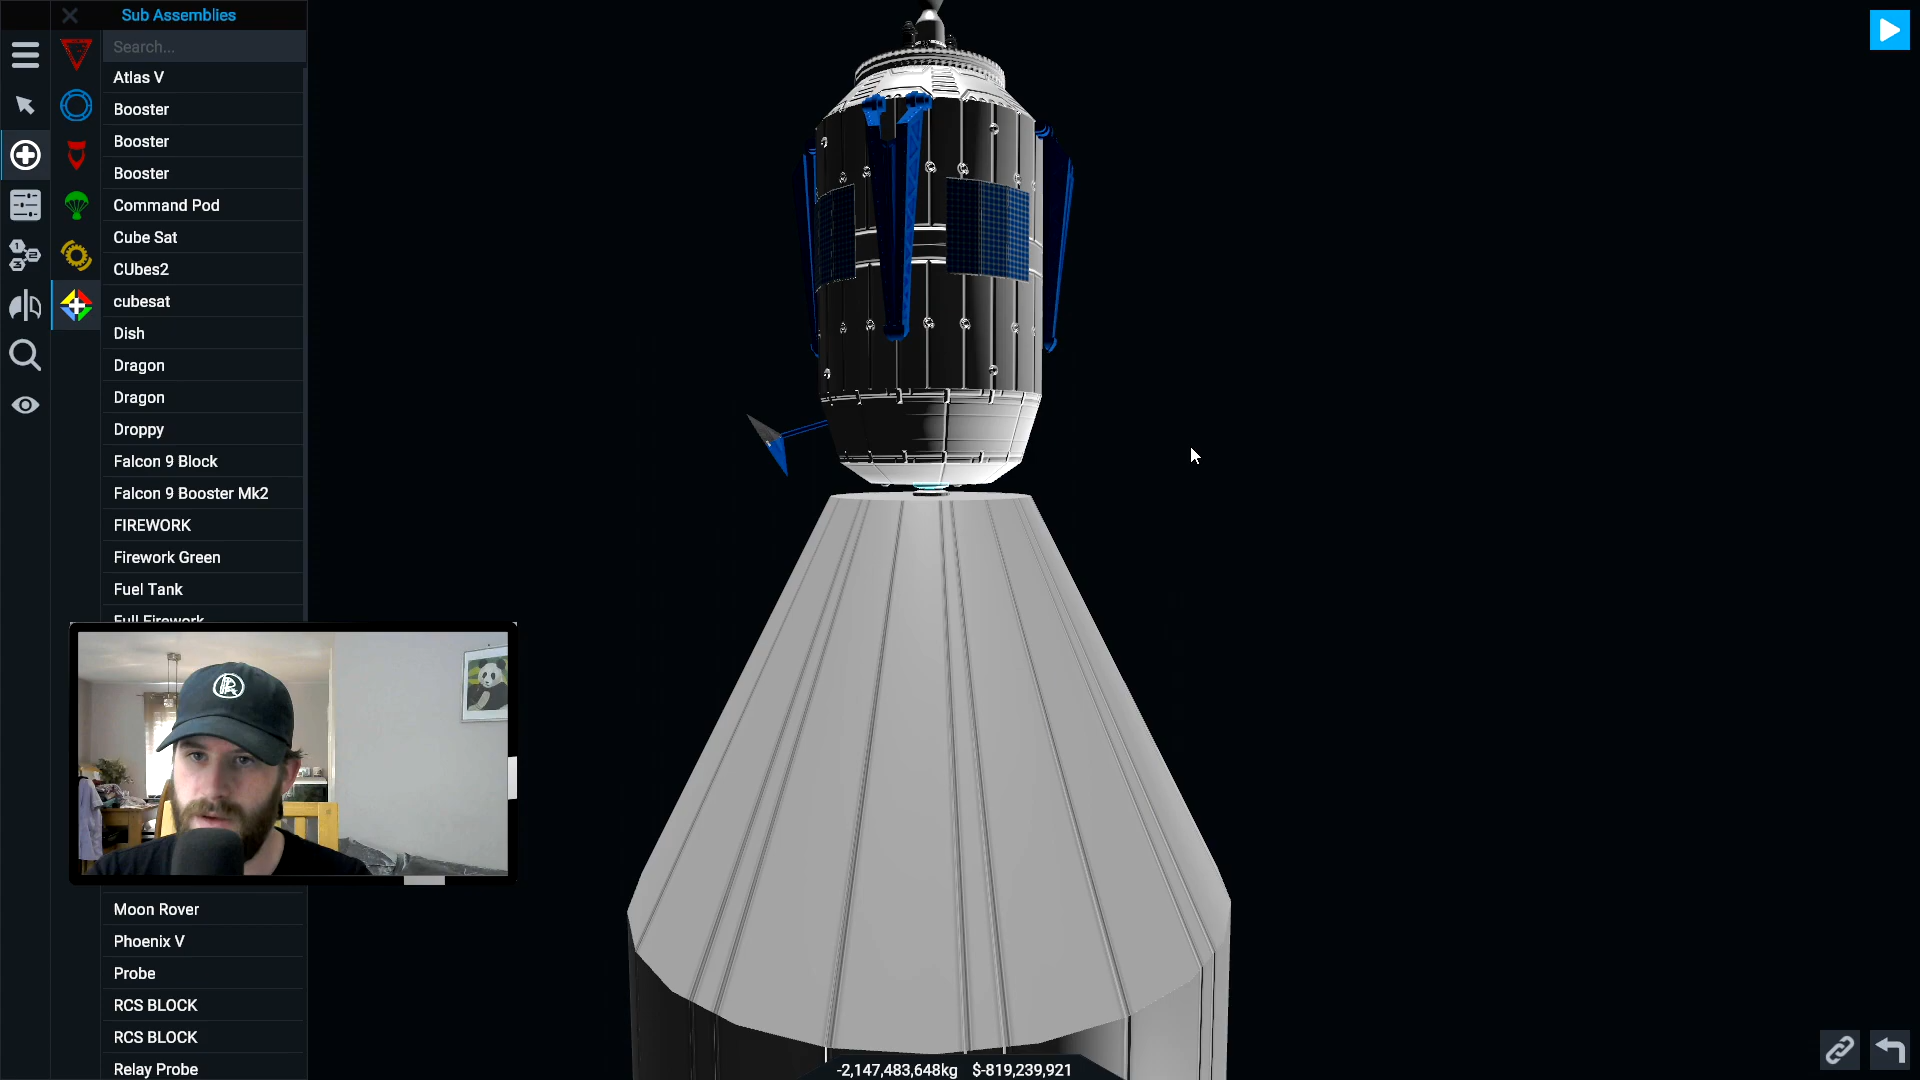 Sub Assemblies
Search...
Atlas V
Booster
Booster
Booster
Command Pod
Cube Sat
CUbes2
cubesat
Dish
Dragon
Dragon
Droppy
Falcon 9 Block
Falcon 9 Booster Mk2
FIREWORK
Firework Green
Fuel Tank
Full Firework
Moon Rover
Phoenix V
Probe
RCS BLOCK
RCS BLOCK
Relay Probe
-2,147,483,648kg $-819,239,921